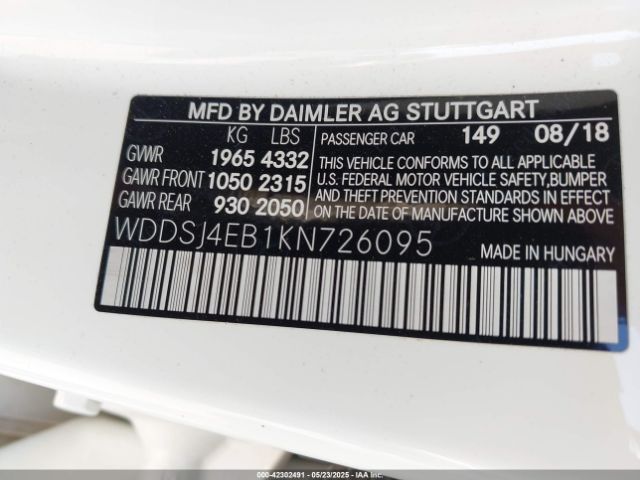 MFD BY DAIMLER AG STUTTGART
KG LBS
GVWR 1965 4332
GAWR FRONT 1050 2315
GAWR REAR 930 2050
PASSENGER CAR 149 08/18
THIS VEHICLE CONFORMS TO ALL APPLICABLE
U.S. FEDERAL MOTOR VEHICLE SAFETY,BUMPER
AND THEFT PREVENTION STANDARDS IN EFFECT
ON THE DATE OF MANUFACTURE SHOWN ABOVE
WDDSJ4EB1KN726095
MADE IN HUNGARY
000-42302491 - 05/23/2025 - IAAI.COM